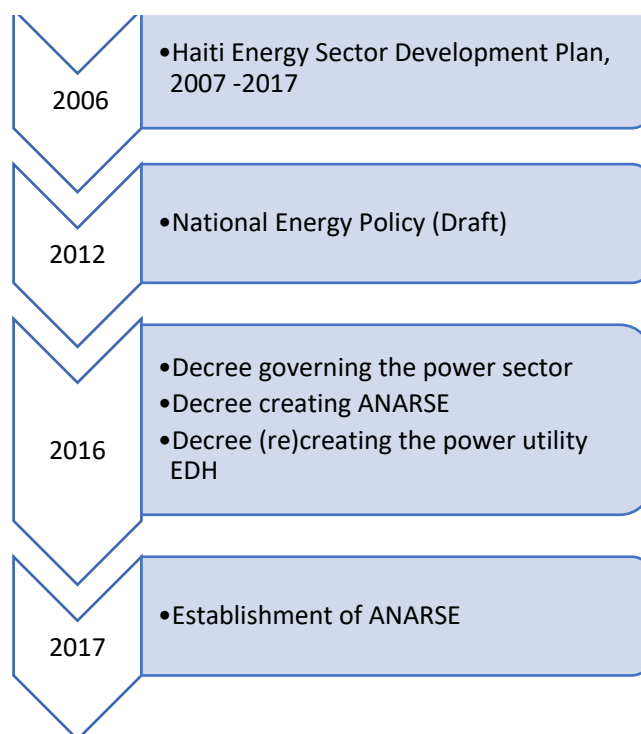 2006
•Haiti Energy Sector Development Plan,
2007 -2017
2012
•National Energy Policy (Draft)
2016
•Decree governing the power sector
•Decree creating ANARSE
•Decree (re)creating the power utility
EDH
2017
•Establishment of ANARSE